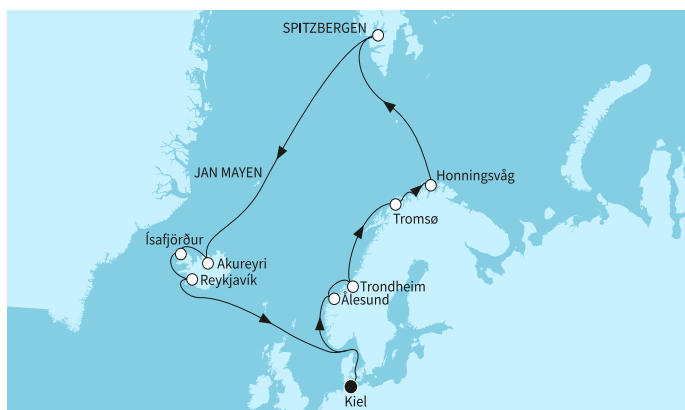 SPITZBERGEN
Honningsvåg
JAN MAYEN
Tromsø
Ísafjörður
Akureyri
Reykjavík
Trondheim
Ålesund
Kiel